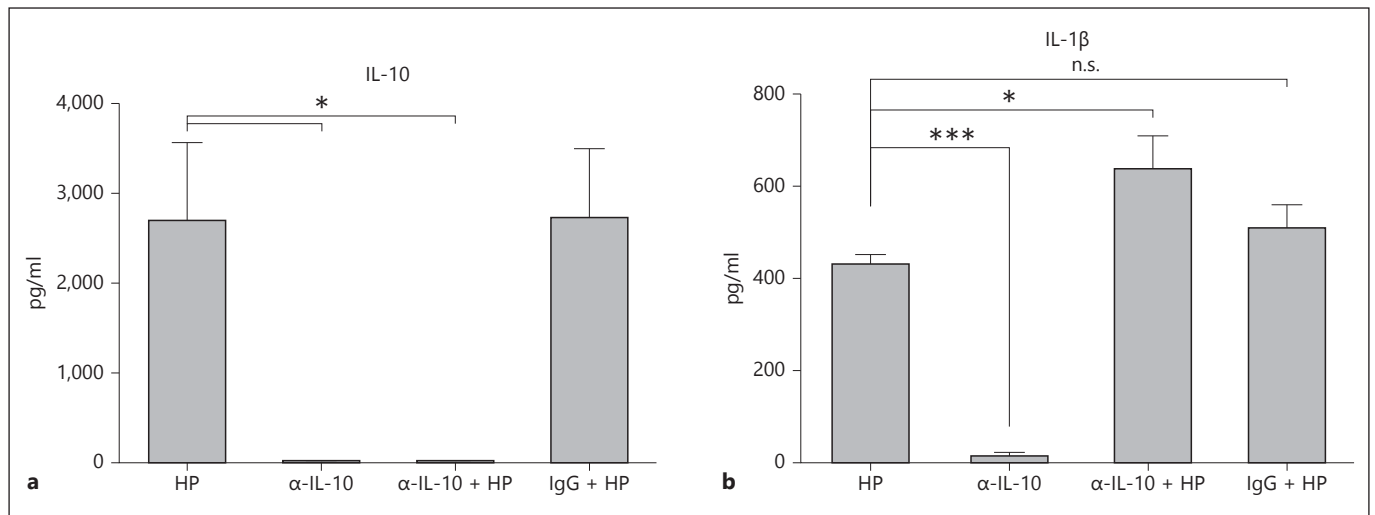 IL-10
4,000
3,000
2,000
1,000
0
pg/ml
*
HP
α-IL-10
α-IL-10 + HP
IgG + HP
a
IL-1β
n.s.
*
***
800
600
400
200
0
pg/ml
HP
α-IL-10
α-IL-10 + HP
IgG + HP
b